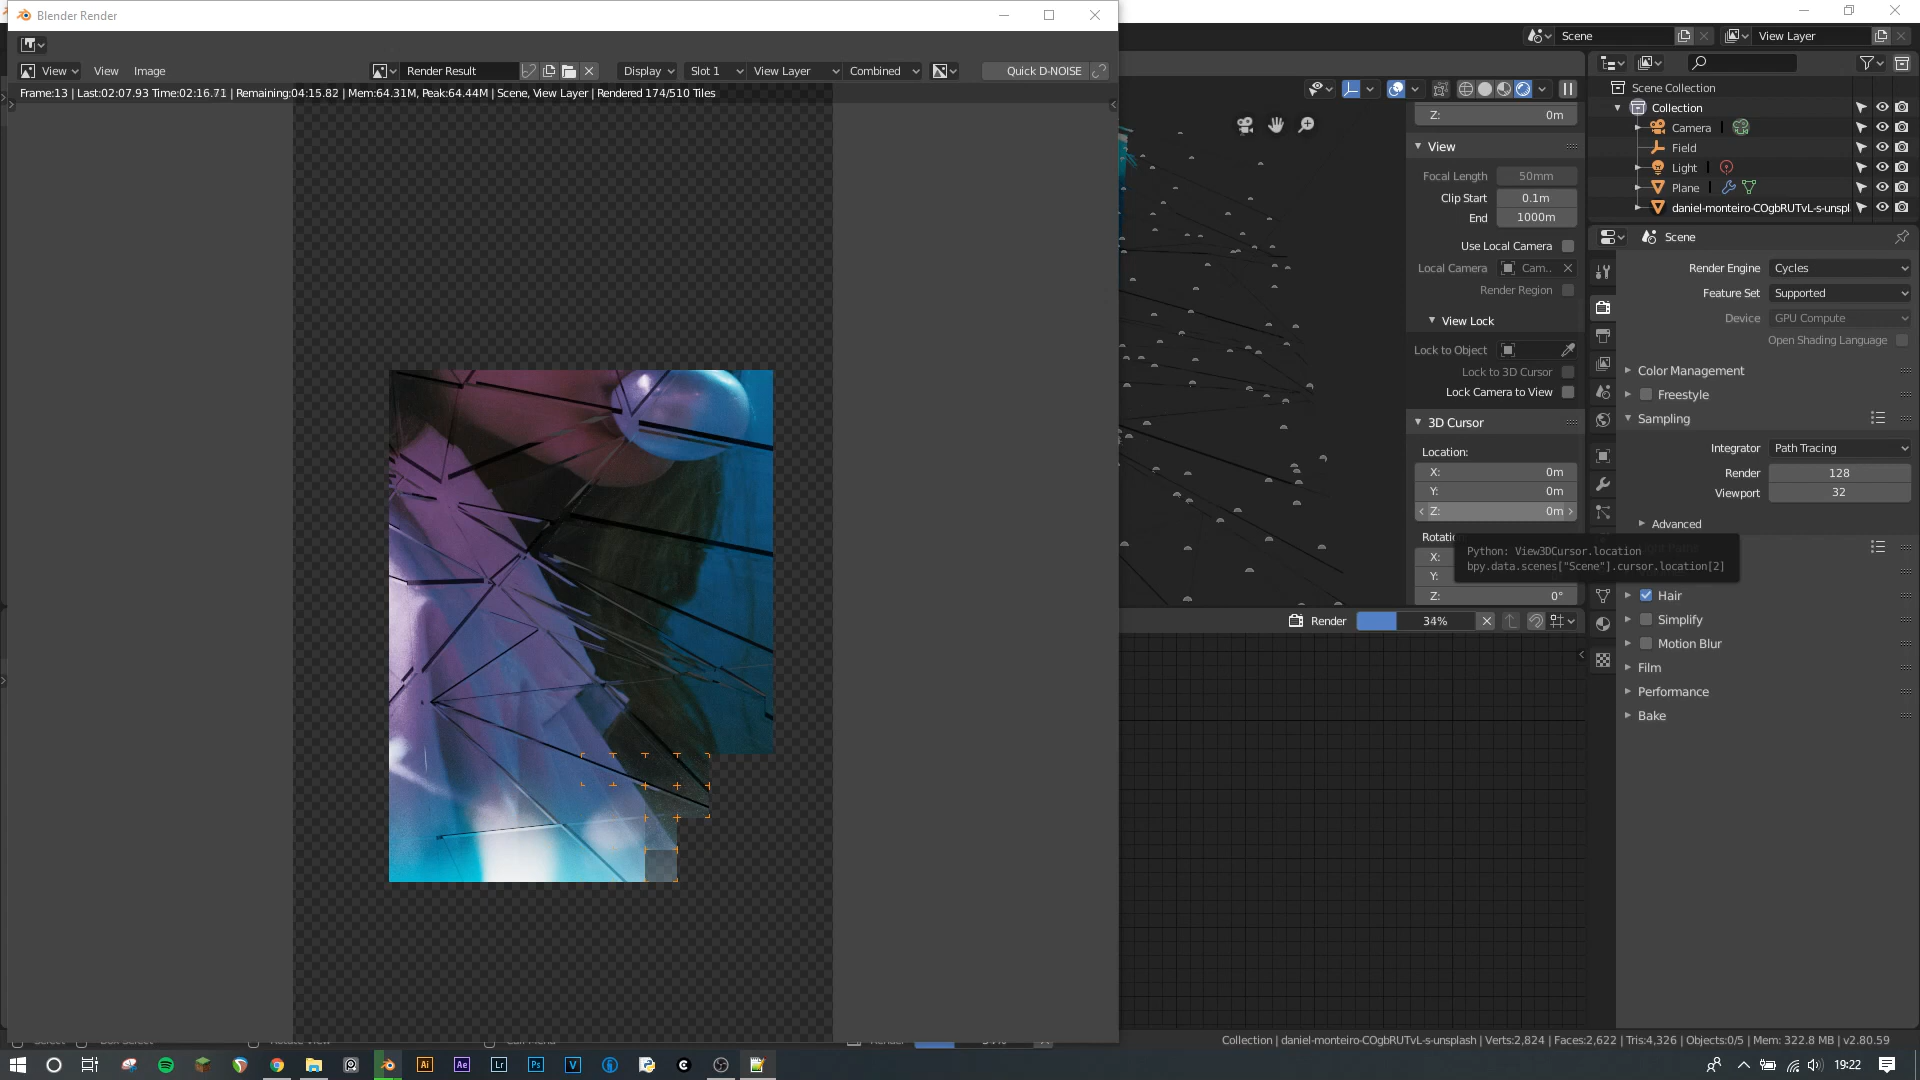 Blender Render
View View Image Render Result Display Slot 1 View Layer Combined Quick D-NOISE
Frame:13 | Last:02:07.93 Time:02:16.71 | Remaining:04:15.82 | Mem:64.31M, Peak:64.44M | Scene, View Layer | Rendered 174/510 Tiles
Scene View Layer
Z: 0m
View
Focal Length 50mm
Clip Start 0.1m
End 1000m
Use Local Camera
Local Camera Cam..
Render Region
View Lock
Lock to Object
Lock to 3D Cursor
Lock Camera to View
3D Cursor
Location:
X: 0m
Y: 0m
Z: 0m
Rotatio
X:
Y:
Z: 0°
Python: View3DCursor.location
bpy.data.scenes["Scene"].cursor.location[2]
Render 34%
Scene Collection
Collection
Camera
Field
Light
Plane
daniel-monteiro-COgbRUTvL-s-unspl
Scene
Render Engine Cycles
Feature Set Supported
Device GPU Compute
Open Shading Language
Color Management
Freestyle
Sampling
Integrator Path Tracing
Render 128
Viewport 32
Advanced
Hair
Simplify
Motion Blur
Film
Performance
Bake
Collection | daniel-monteiro-COgbRUTvL-s-unsplash | Verts:2,824 | Faces:2,622 | Tris:4,326 | Objects:0/5 | Mem: 322.8 MB | v2.80.59
Ai Ae Lr Ps V
19:22